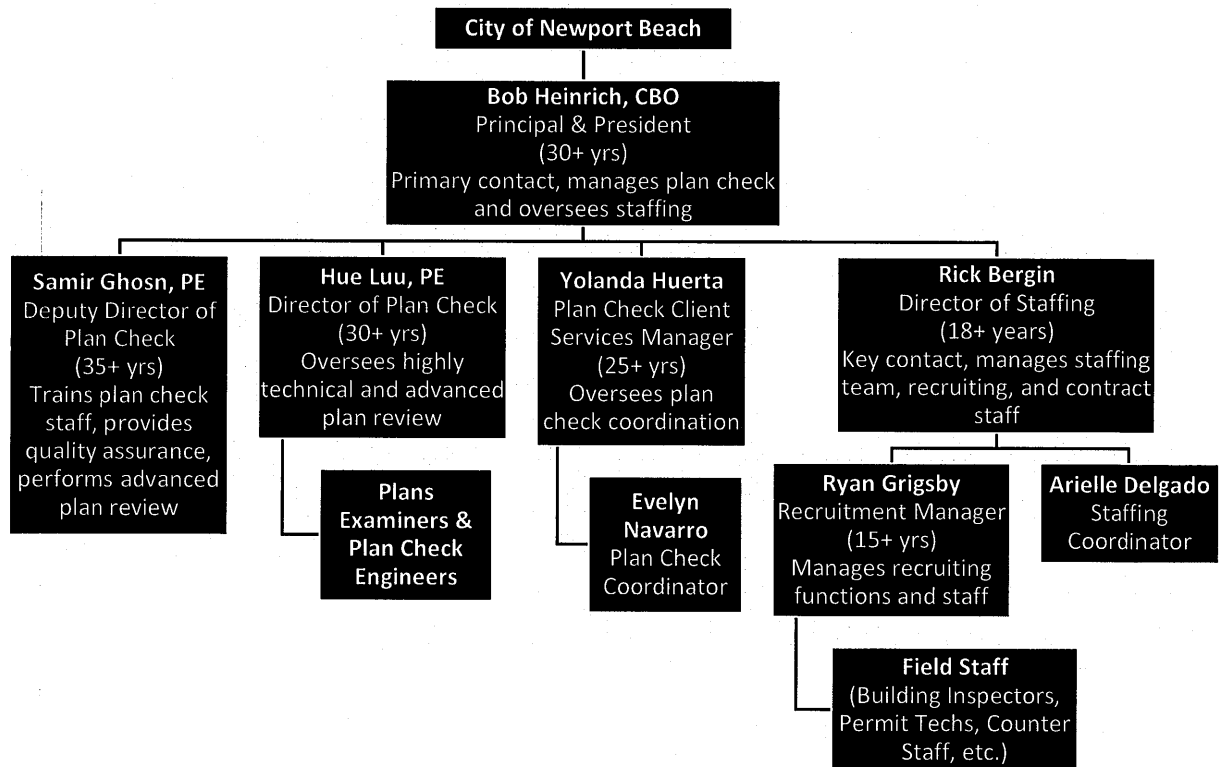 City of Newport Beach
Bob Heinrich, CBO
Principal & President
(30+ yrs)
Primary contact, manages plan check
and oversees staffing
Samir Ghosn, PE
Deputy Director of
Plan Check
(35+ yrs)
Trains plan check
staff, provides
quality assurance,
performs advanced
plan review
Hue Luu, PE
Director of Plan Check
(30+ yrs)
Oversees highly
technical and advanced
plan review
Plans
Examiners &
Plan Check
Engineers
Yolanda Huerta
Plan Check Client
Services Manager
(25+ yrs)
Oversees plan
check coordination
Evelyn
Navarro
Plan Check
Coordinator
Rick Bergin
Director of Staffing
(18+ years)
Key contact, manages staffing
team, recruiting, and contract
staff
Ryan Grigsby
Recruitment Manager
(15+ yrs)
Manages recruiting
functions and staff
Arielle Delgado
Staffing
Coordinator
Field Staff
(Building Inspectors,
Permit Techs, Counter
Staff, etc.)